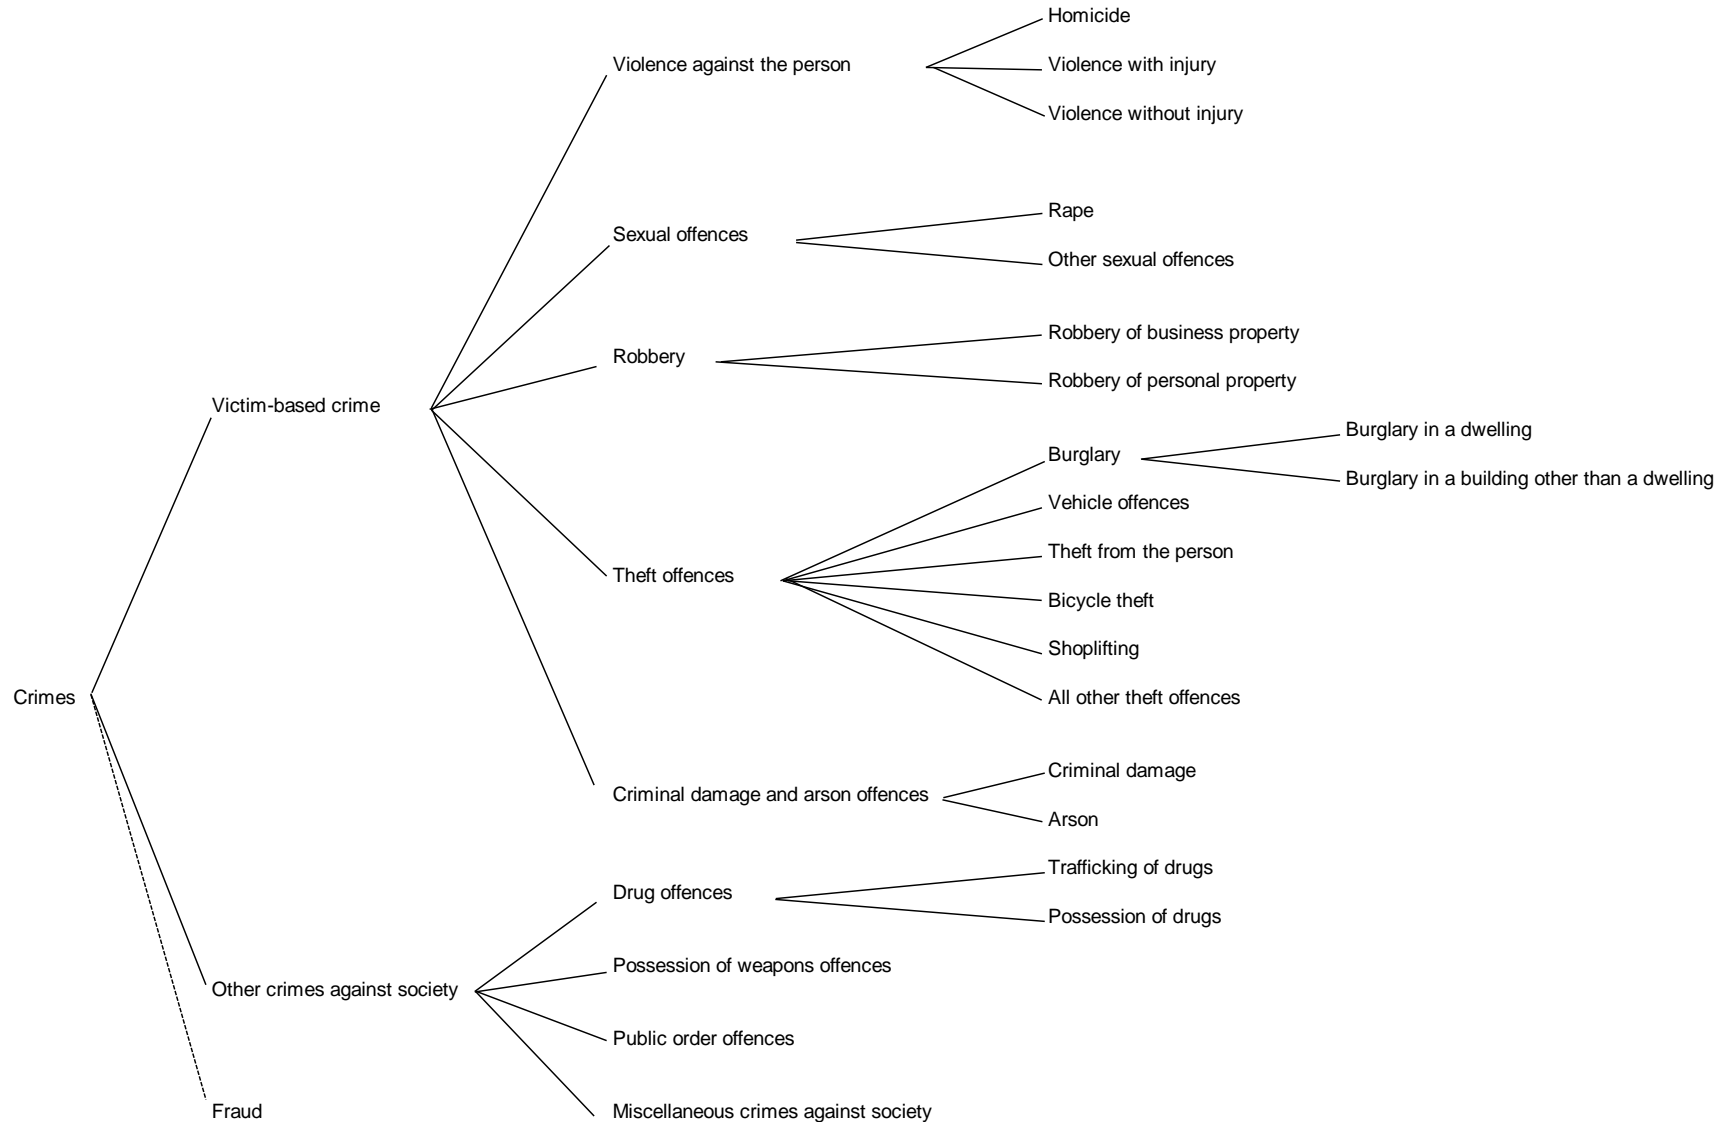 Homicide
Violence against the person
Violence with injury
Violence without injury
Rape
Sexual offences
Other sexual offences
Robbery of business property
Robbery
Robbery of personal property
Victim-based crime
Burglary in a dwelling
Burglary
Burglary in a building other than a dwelling
Vehicle offences
Theft from the person
Theft offences
Bicycle theft
Shoplifting
Crimes
All other theft offences
Criminal damage
Criminal damage and arson offences
Arson
Trafficking of drugs
Drug offences
Possession of drugs
Possession of weapons offences
Other crimes against society
Public order offences
Fraud
Miscellaneous crimes against society